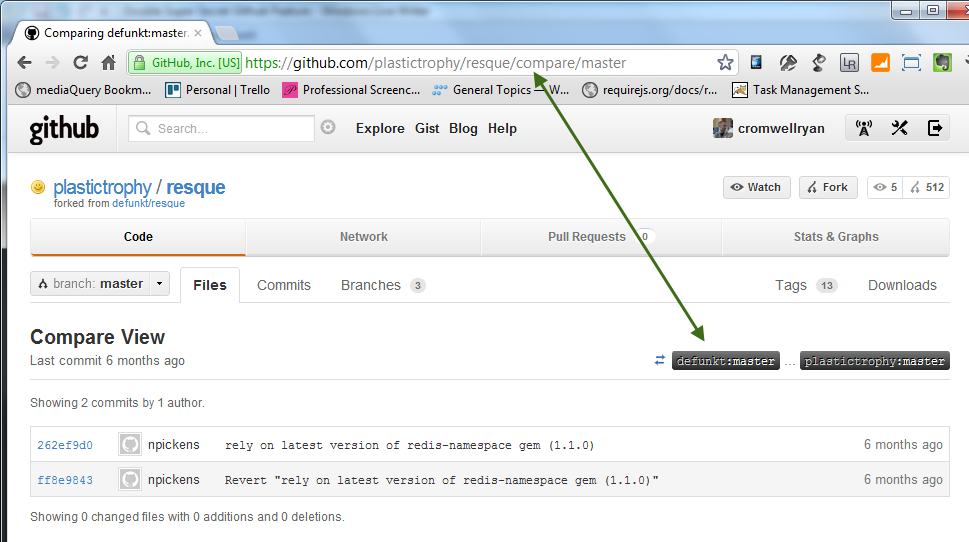 Comparing defunkt:master.
GitHub, Inc. [US] https://github.com/plastictrophy/resque/compare/master
mediaQuery Bookm... Personal | Trello Professional Screenc... General Topics — W... requirejs.org/docs/r... Task Management S...
github Search... Explore Gist Blog Help cromwellryan
plastictrophy / resque Watch Fork 5 512
forked from defunkt/resque
Code Network Pull Requests 0 Stats & Graphs
branch: master Files Commits Branches 3 Tags 13 Downloads
Compare View
Last commit 6 months ago defunkt:master ... plastictrophy:master
Showing 2 commits by 1 author.
262ef9d0 npickens rely on latest version of redis-namespace gem (1.1.0) 6 months ago
ff8e9843 npickens Revert "rely on latest version of redis-namespace gem (1.1.0)" 6 months ago
Showing 0 changed files with 0 additions and 0 deletions.